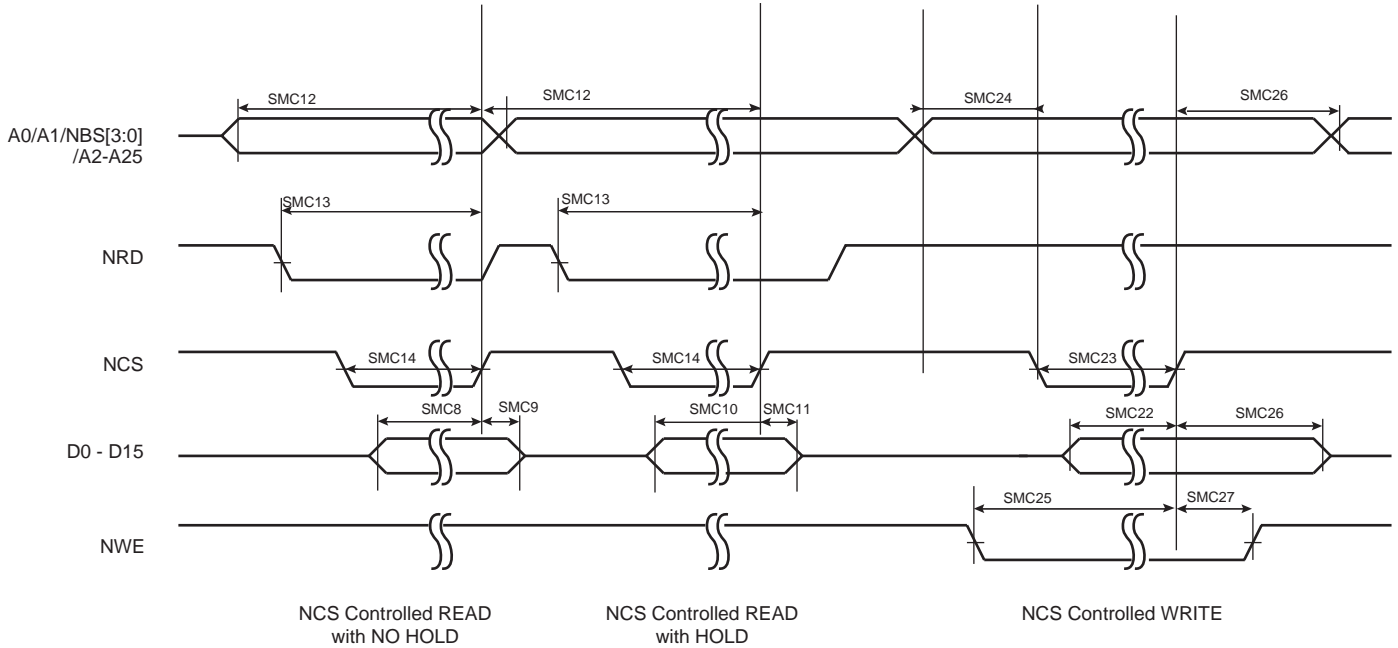 SMC12
SMC12
SMC24
SMC26
A0/A1/NBS[3:0]
/A2-A25
SMC13
SMC13
NRD
NCS
SMC14
SMC14
SMC23
SMC8
SMC9
SMC10
SMC11
SMC22
SMC26
D0 - D15
SMC25
SMC27
NWE
NCS Controlled READ
with NO HOLD
NCS Controlled READ
with HOLD
NCS Controlled WRITE